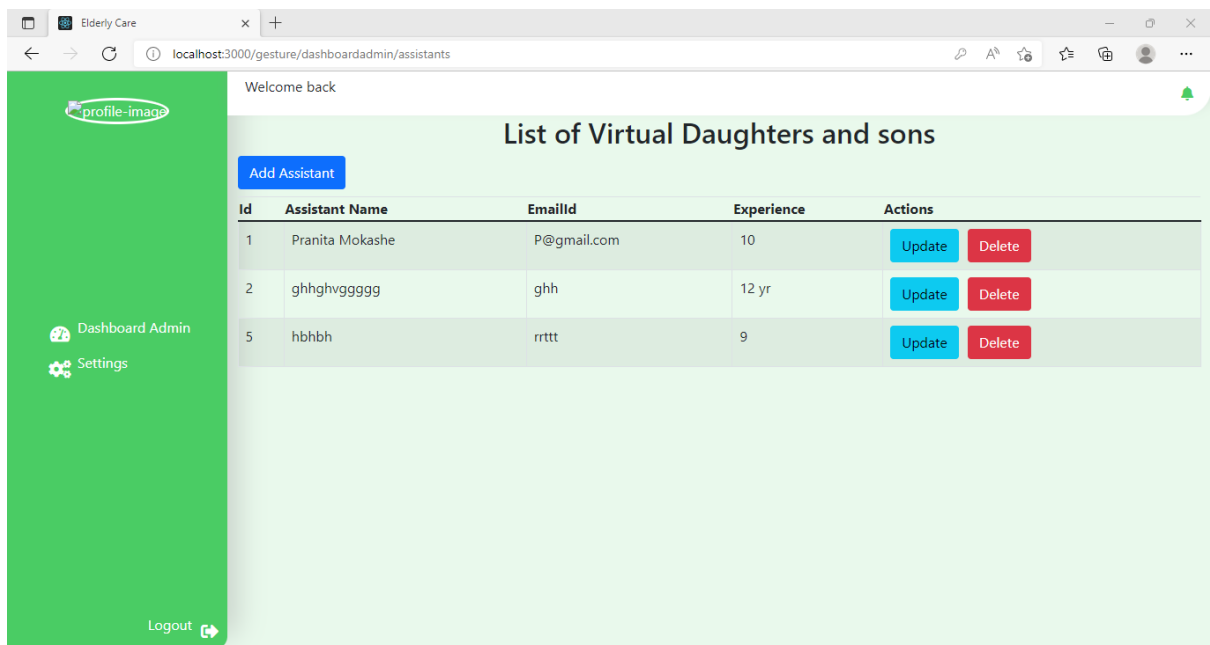 Elderly Care
localhost:3000/gesture/dashboardadmin/assistants
profile-image
Welcome back
List of Virtual Daughters and sons
Add Assistant
Id Assistant Name EmailId Experience Actions
1 Pranita Mokashe P@gmail.com 10 Update Delete
2 ghhghvggggg ghh 12 yr Update Delete
5 hbhbh rrttt 9 Update Delete
Dashboard Admin
Settings
Logout